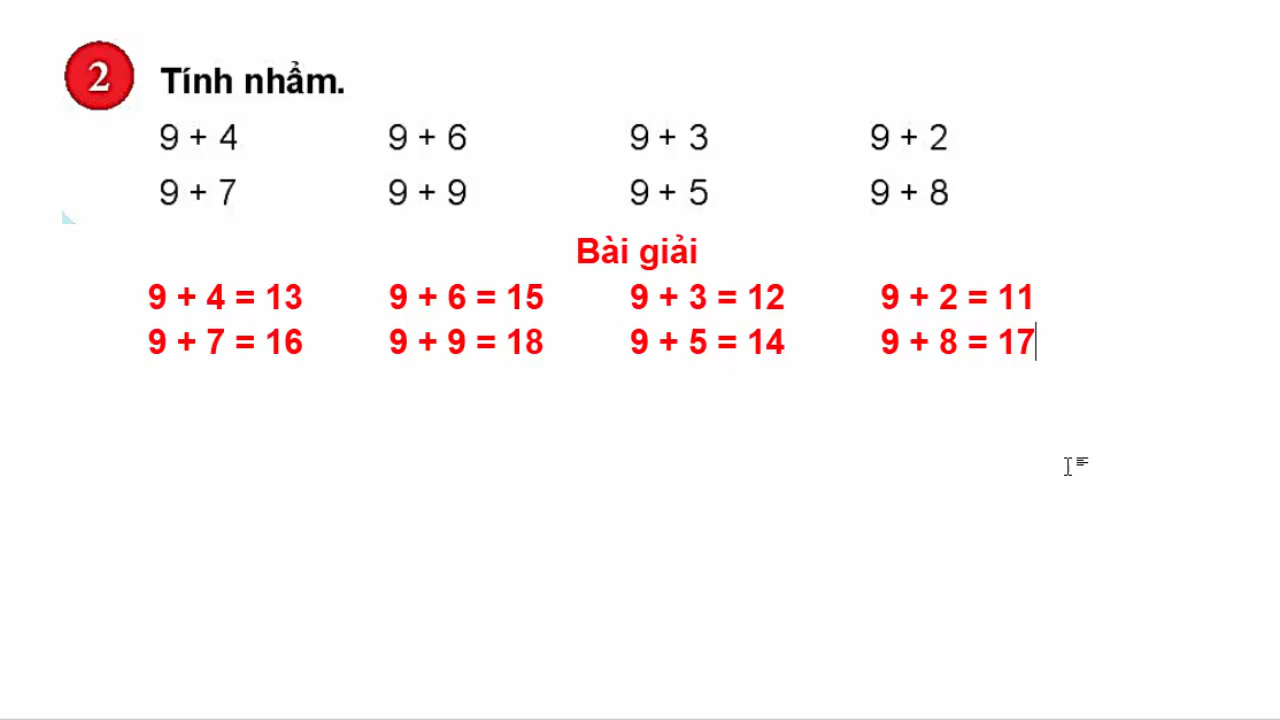 2 Tính nhẩm.
9 + 4 9 + 6 9 + 3 9 + 2
9 + 7 9 + 9 9 + 5 9 + 8
Bài giải
9 + 4 = 13 9 + 6 = 15 9 + 3 = 12 9 + 2 = 11
9 + 7 = 16 9 + 9 = 18 9 + 5 = 14 9 + 8 = 17